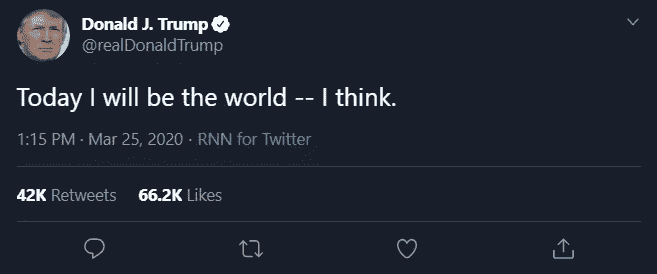 Donald J. Trump
@realDonaldTrump
Today I will be the world -- I think.
1:15 PM · Mar 25, 2020 · RNN for Twitter
42K Retweets 66.2K Likes